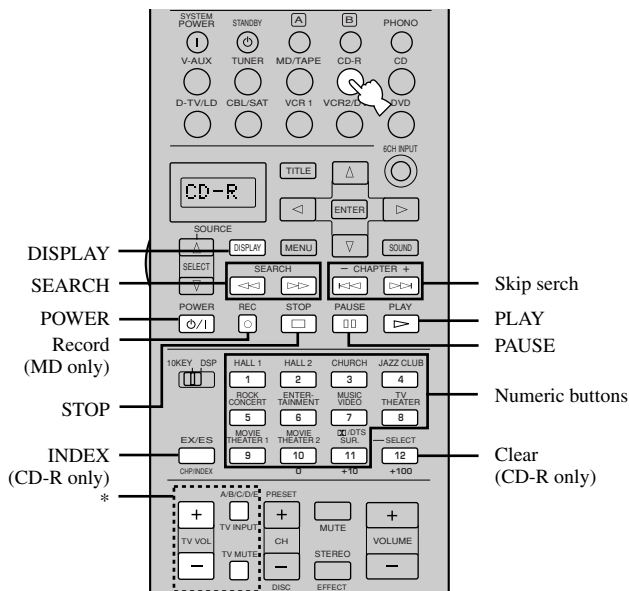 SYSTEM
POWER
STANDBY
A
B
PHONO
V-AUX
TUNER
MD/TAPE
CD-R
CD
D-TV/LD
CBL/SAT
VCR 1
VCR2/D
DVD
6CH INPUT
TITLE
CD-R
ENTER
SOURCE
SELECT
DISPLAY
MENU
SOUND
DISPLAY
SEARCH
SEARCH
– CHAPTER +
Skip serch
POWER
POWER
REC
STOP
PAUSE
PLAY
PLAY
Record
(MD only)
PAUSE
10KEY
DSP
HALL 1
HALL 2
CHURCH
JAZZ CLUB
1
2
3
4
ROCK
CONCERT
ENTER-
TAINMENT
MUSIC
VIDEO
TV
THEATER
Numeric buttons
5
6
7
8
STOP
MOVIE
THEATER 1
MOVIE
THEATER 2
/DTS
SUR.
SELECT
INDEX
(CD-R only)
EX/ES
9
10
11
12
Clear
(CD-R only)
CHP/INDEX
0
+10
+100
*
A/B/C/D/E
PRESET
+
TV INPUT
+
MUTE
+
TV VOL
CH
VOLUME
–
TV MUTE
–
STEREO
–
DISC
EFFECT